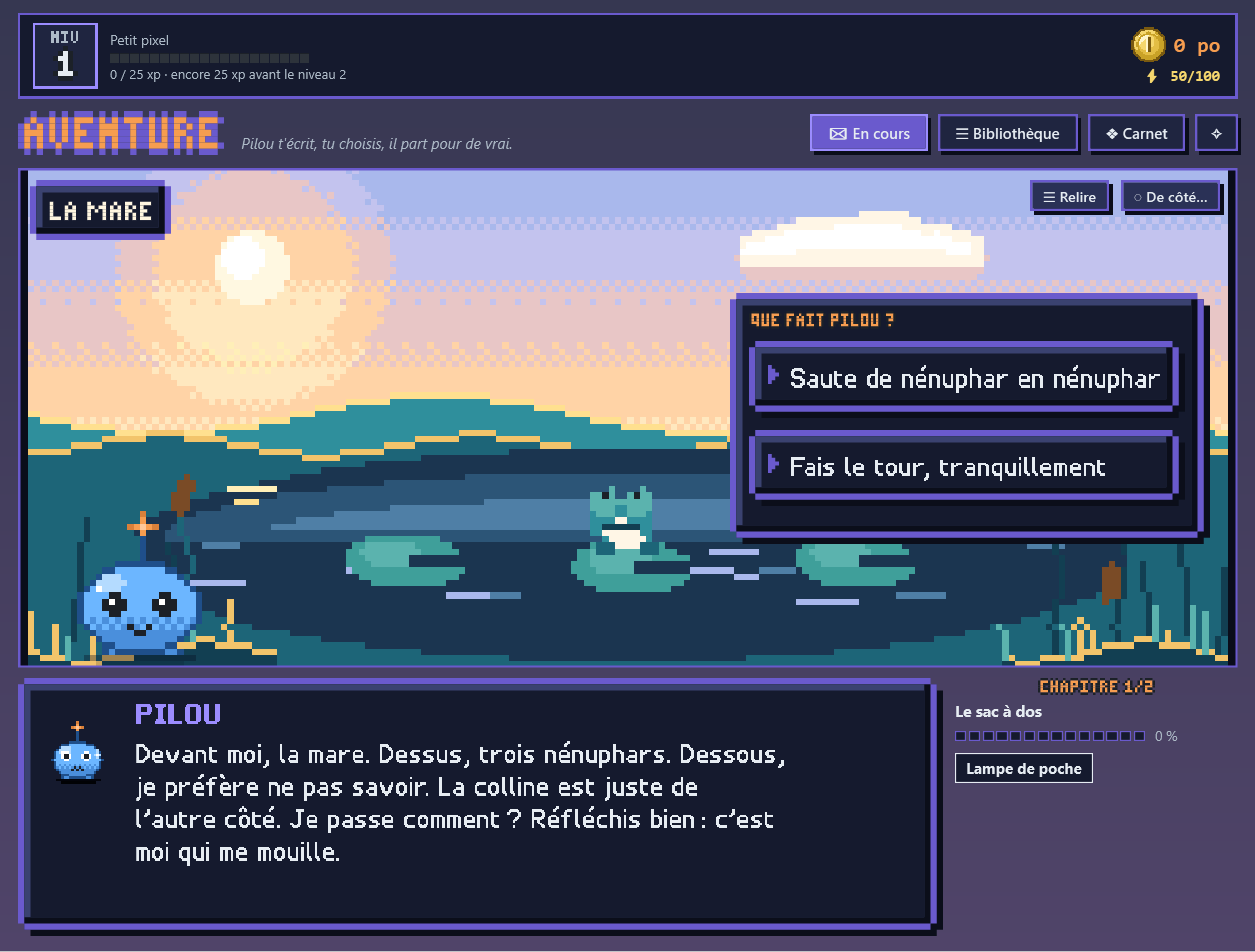 NIV
1
Petit pixel
0 / 25 xp · encore 25 xp avant le niveau 2
0 po
50/100
AVENTURE
Pilou t'écrit, tu choisis, il part pour de vrai.
En cours
Bibliothèque
Carnet
LA MARE
Relire
De côté...
QUE FAIT PILOU ?
Saute de nénuphar en nénuphar
Fais le tour, tranquillement
PILOU
Devant moi, la mare. Dessus, trois nénuphars. Dessous,
je préfère ne pas savoir. La colline est juste de
l'autre côté. Je passe comment ? Réfléchis bien : c'est
moi qui me mouille.
CHAPITRE 1/2
Le sac à dos
0 %
Lampe de poche